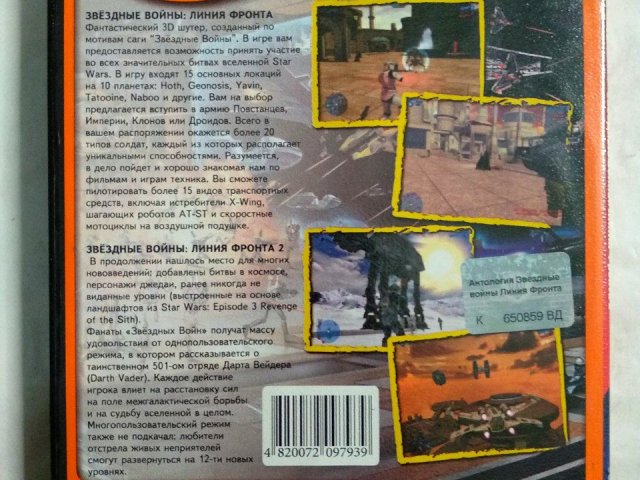 ЗВЁЗДНЫЕ ВОЙНЫ: ЛИНИЯ ФРОНТА
Фантастический 3D шутер, созданный по
мотивам саги "Звёздные Войны". В игре вам
предоставляется возможность принять участие
во всех значительных битвах вселенной Star
Wars. В игру входят 15 основных локаций
на 10 планетах: Hoth, Geonosis, Yavin,
Tatooine, Naboo и другие. Вам на выбор
предлагается вступить в армию Повстанцев,
Империи, Клонов или Дроидов. Всего в
вашем распоряжении окажется более 20
типов солдат, каждый из которых располагает
уникальными способностями. Разумеется,
в дело пойдет и хорошо знакомая нам по
фильмам и играм техника. Вы сможете
пилотировать более 15 видов транспортных
средств, включая истребители X-Wing,
шагающих роботов AT-ST и скоростные
мотоциклы на воздушной подушке.
ЗВЁЗДНЫЕ ВОЙНЫ: ЛИНИЯ ФРОНТА 2
В продолжении нашлось место для многих
нововведений: добавлены битвы в космосе,
персонажи джедаи, ранее никогда не
виданные уровни (выстроенные на основе
ландшафтов из Star Wars: Episode 3 Revenge
of the Sith).
Фанаты «Звёздных Войн» получат массу
удовольствия от однопользовательского
режима, в котором рассказывается о
таинственном 501-ом отряде Дарта Вейдера
(Darth Vader). Каждое действие
игрока влиет на расстановку сил
на поле межгалактической борьбы
и на судьбу вселенной в целом.
Многопользовательский режим
также не подкачал: любители
отстрела живых неприятелей
смогут развернуться на 12-ти новых
уровнях.
Антология Звездные
войны Линия Фронта
К 650859 ВД
4 820072 097939